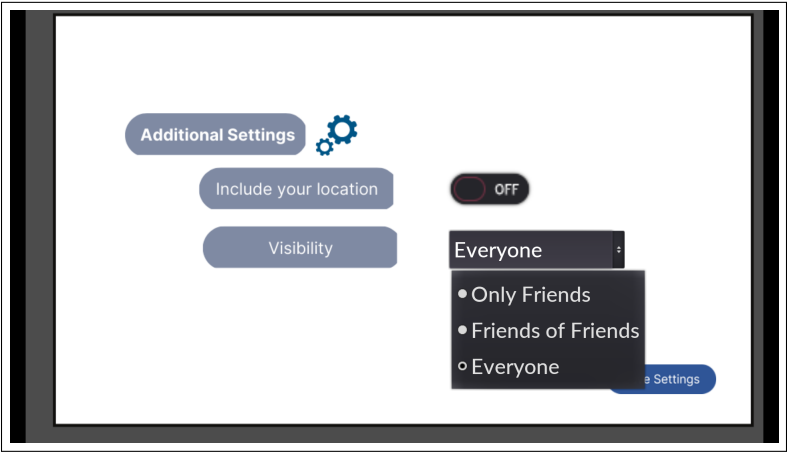 Additional Settings
Include your location
OFF
Visibility
Everyone
Only Friends
Friends of Friends
Everyone
Settings